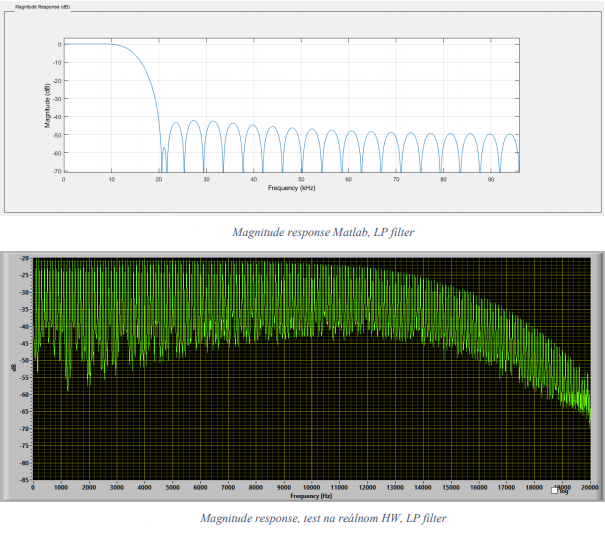 Magnitude Response (dB)
0
-10
-20
-30
-40
-50
-60
-70
Magnitude (dB)
0 10 20 30 40 50 60 70 80 90
Frequency (kHz)
Magnitude response Matlab, LP filter
-20
-25
-30
-35
-40
-45
-50
-55
-60
-65
-70
-75
-80
-85
dB
0 1000 2000 3000 4000 5000 6000 7000 8000 9000 10000 11000 12000 13000 14000 15000 16000 17000 18000 19000 20000
Frequency [Hz]
log
Magnitude response, test na reálnom HW, LP filter